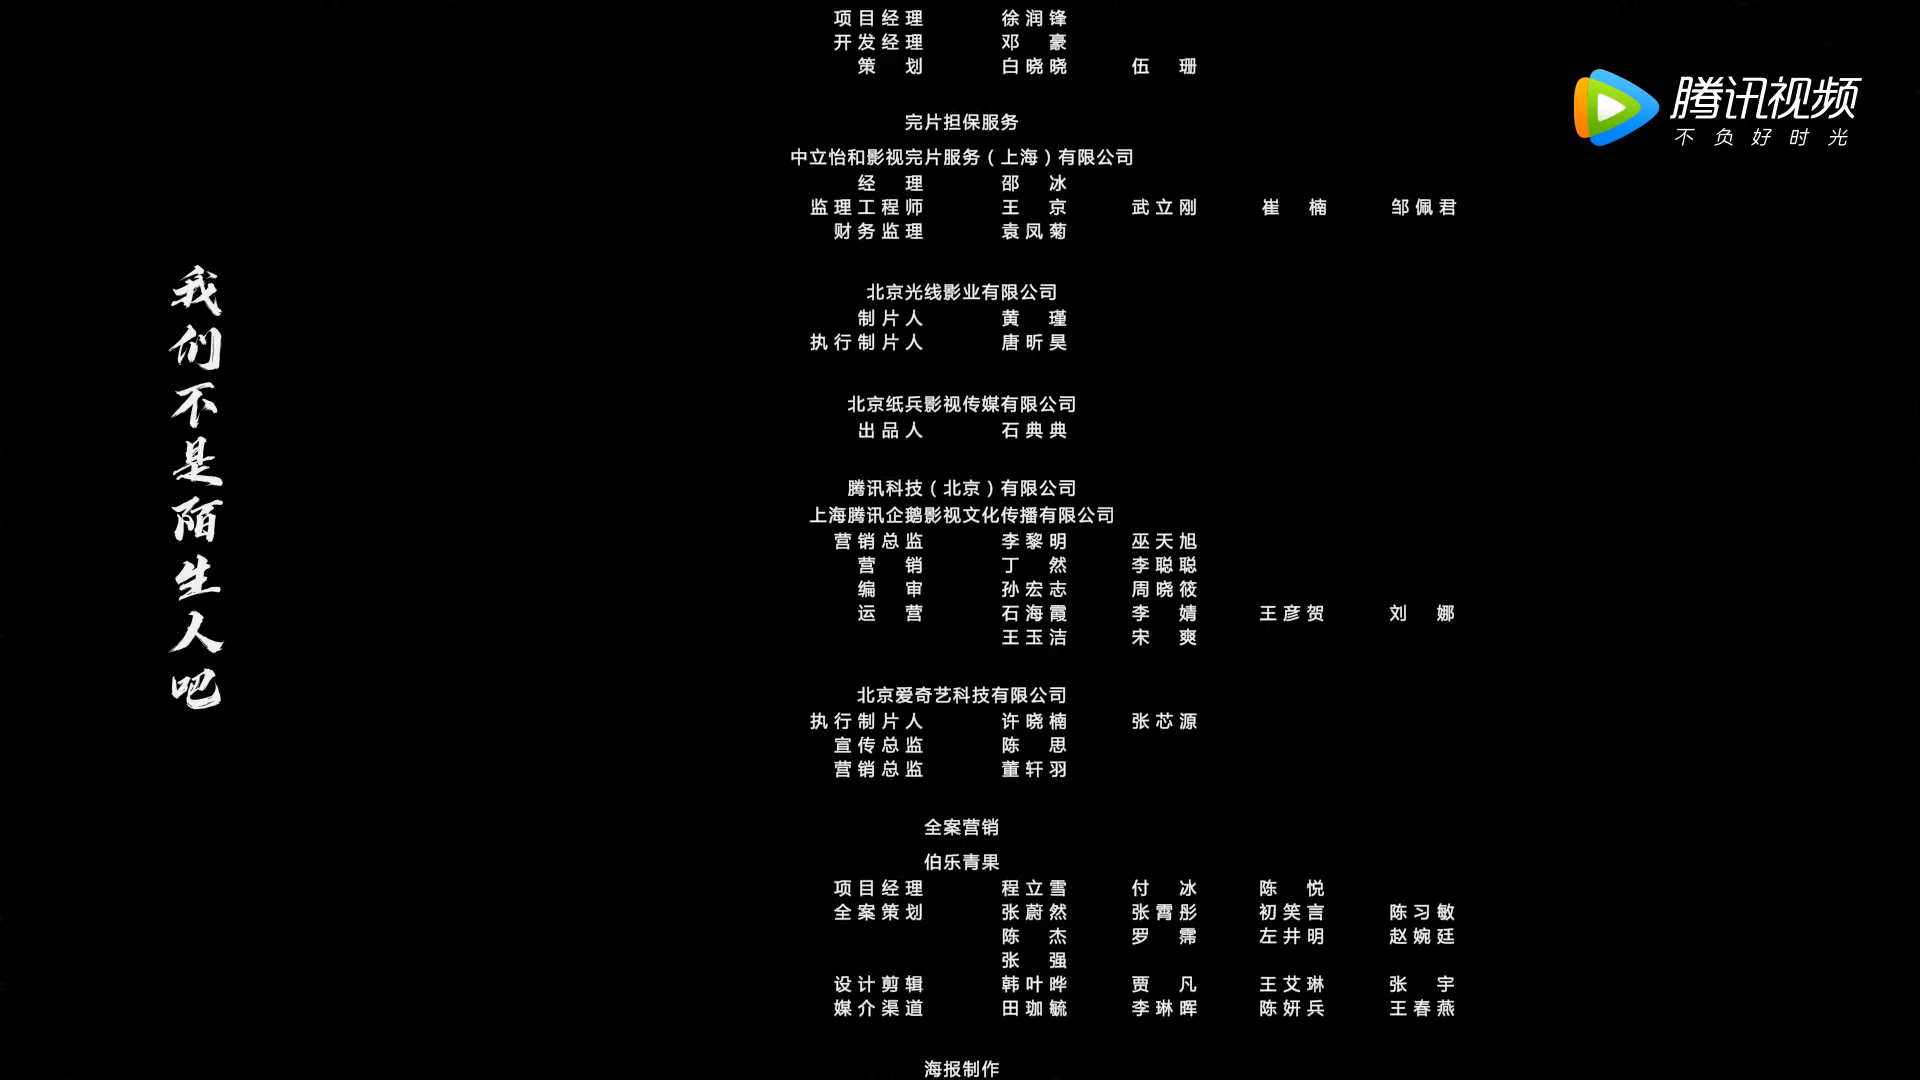 项目经理 徐润锋
开发经理 邓豪
策划 白晓晓 伍珊
完片担保服务
中立怡和影视完片服务（上海）有限公司
经理 邵冰
监理工程师 王京 武立刚 崔楠 邹佩君
财务监理 袁凤菊
北京光线影业有限公司
制片人 黄瑾
执行制片人 唐昕昊
北京纸兵影视传媒有限公司
出品人 石典典
腾讯科技（北京）有限公司
上海腾讯企鹅影视文化传播有限公司
营销总监 李黎明 巫天旭
营销 丁然 李聪聪
编审 孙宏志 周晓筱
运营 石海霞 李婧 王彦贺 刘娜
王玉洁 宋爽
北京爱奇艺科技有限公司
执行制片人 许晓楠 张芯源
宣传总监 陈思
营销总监 董轩羽
全案营销
伯乐青果
项目经理 程立雪 付冰 陈悦
全案策划 张蔚然 张霄彤 初笑言 陈习敏
陈杰 罗霈 左井明 赵婉廷
张强
设计剪辑 韩叶晔 贾凡 王艾琳 张宇
媒介渠道 田珈毓 李琳晖 陈妍兵 王春燕
海报制作
我们不是陌生人吧
腾讯视频
不负好时光